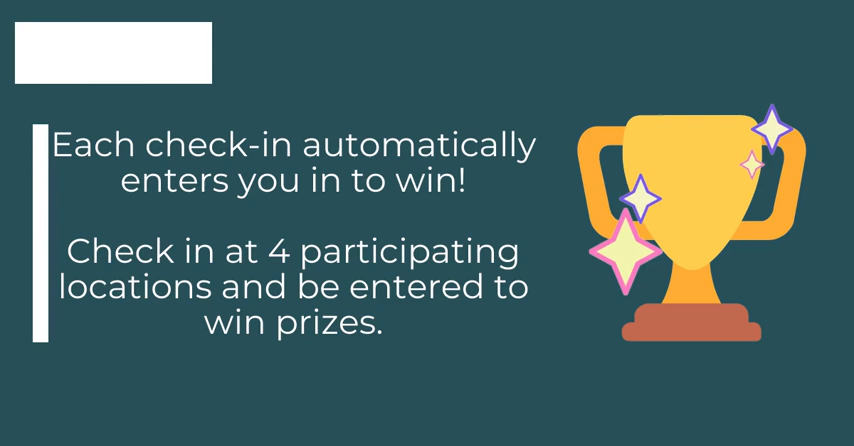 Each check-in automatically
enters you in to win!
Check in at 4 participating
locations and be entered to
win prizes.